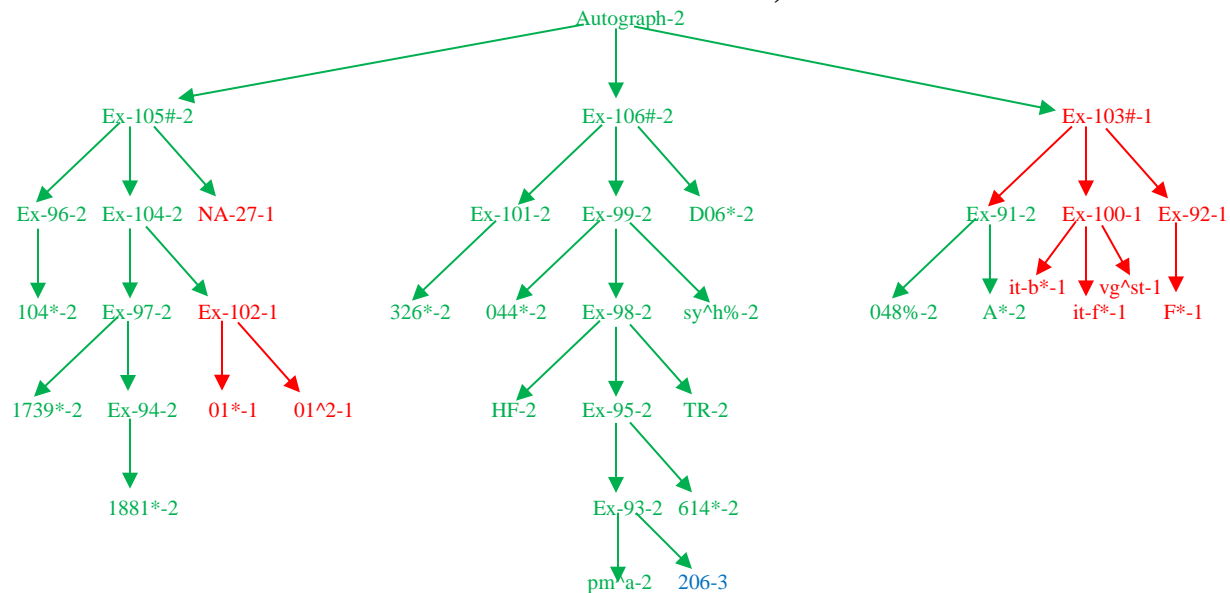 Autograph-2
Ex-105#-2 Ex-106#-2 Ex-103#-1
Ex-96-2 Ex-104-2 NA-27-1 Ex-101-2 Ex-99-2 D06*-2 Ex-91-2 Ex-100-1 Ex-92-1
it-b*-1 vg^st-1
104*-2 Ex-97-2 Ex-102-1 326*-2 044*-2 Ex-98-2 sy^h%-2 048%-2 A*-2 it-f*-1 F*-1
1739*-2 Ex-94-2 01*-1 01^2-1 HF-2 Ex-95-2 TR-2
1881*-2 Ex-93-2 614*-2
pm^a-2 206-3